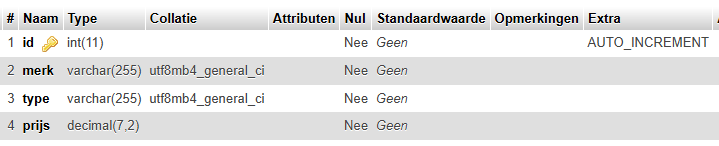 # Naam Type Collatie Attributen Nul Standaardwaarde Opmerkingen Extra
1 id int(11) Nee Geen AUTO_INCREMENT
2 merk varchar(255) utf8mb4_general_ci Nee Geen
3 type varchar(255) utf8mb4_general_ci Nee Geen
4 prijs decimal(7,2) Nee Geen